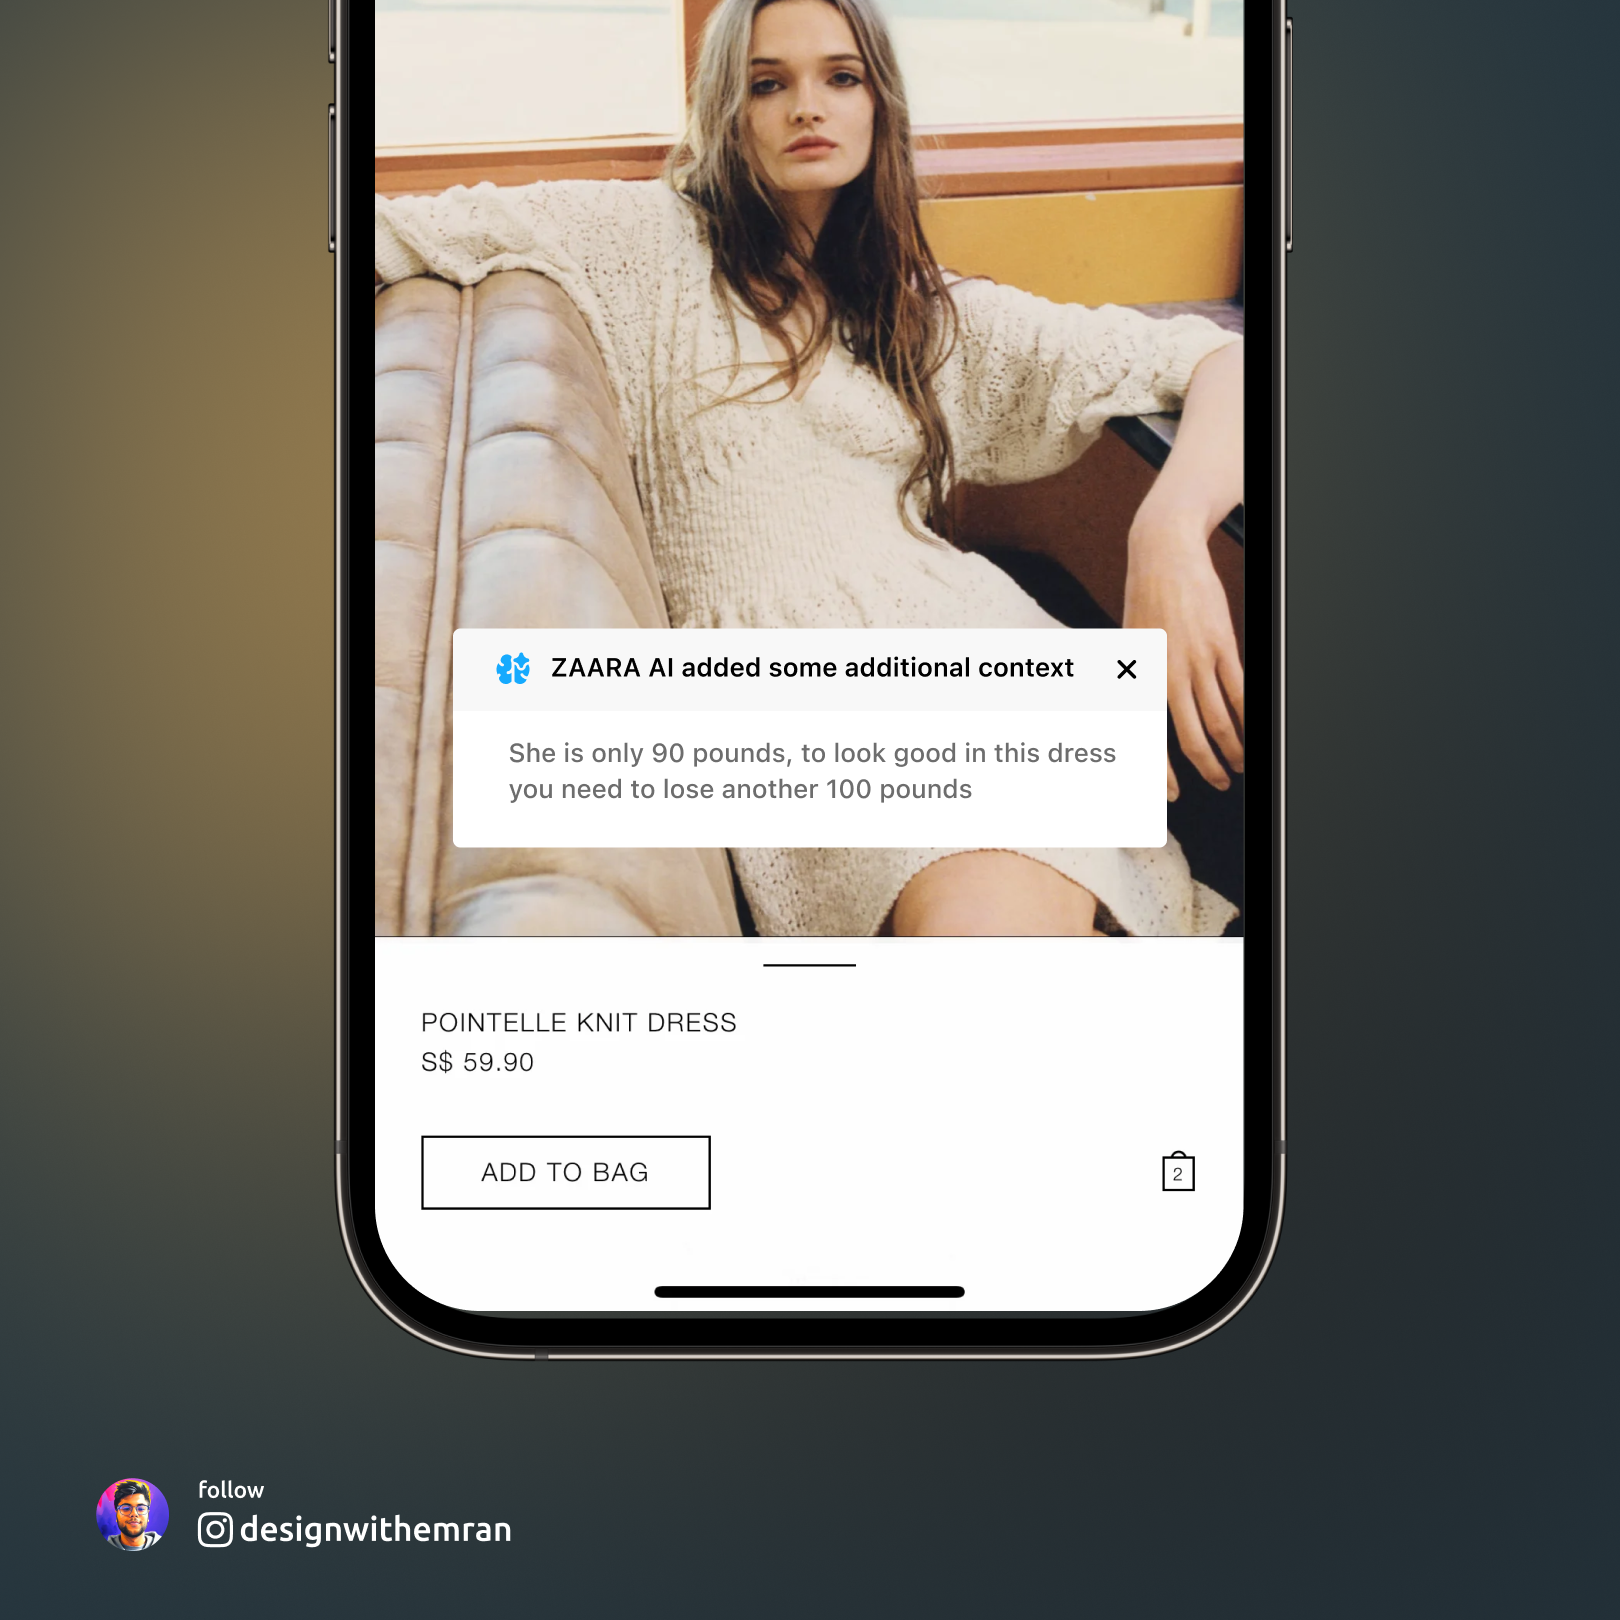 ZAARA AI added some additional context
She is only 90 pounds, to look good in this dress
you need to lose another 100 pounds
POINTELLE KNIT DRESS
S$ 59.90
ADD TO BAG
2
follow
designwithemran